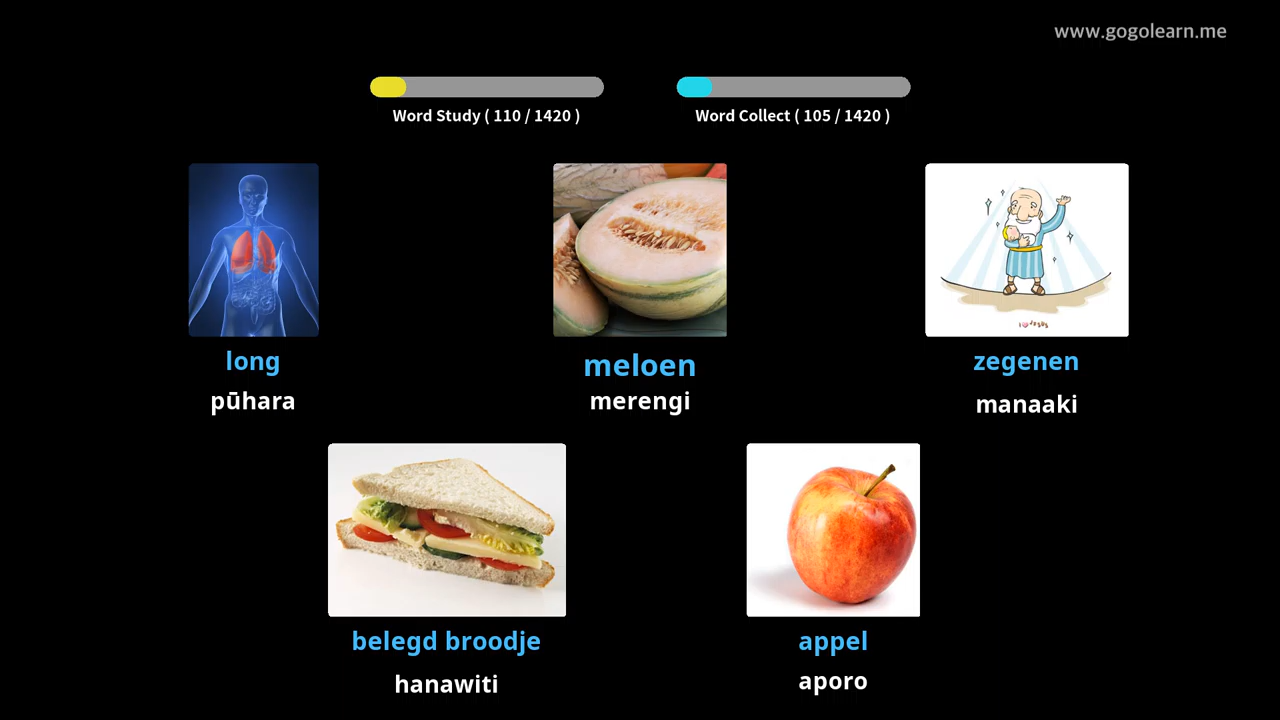 www.gogolearn.me
Word Study ( 110 / 1420 )
Word Collect ( 105 / 1420 )
long
meloen
zegenen
pūhara
merengi
manaaki
belegd broodje
appel
hanawiti
aporo